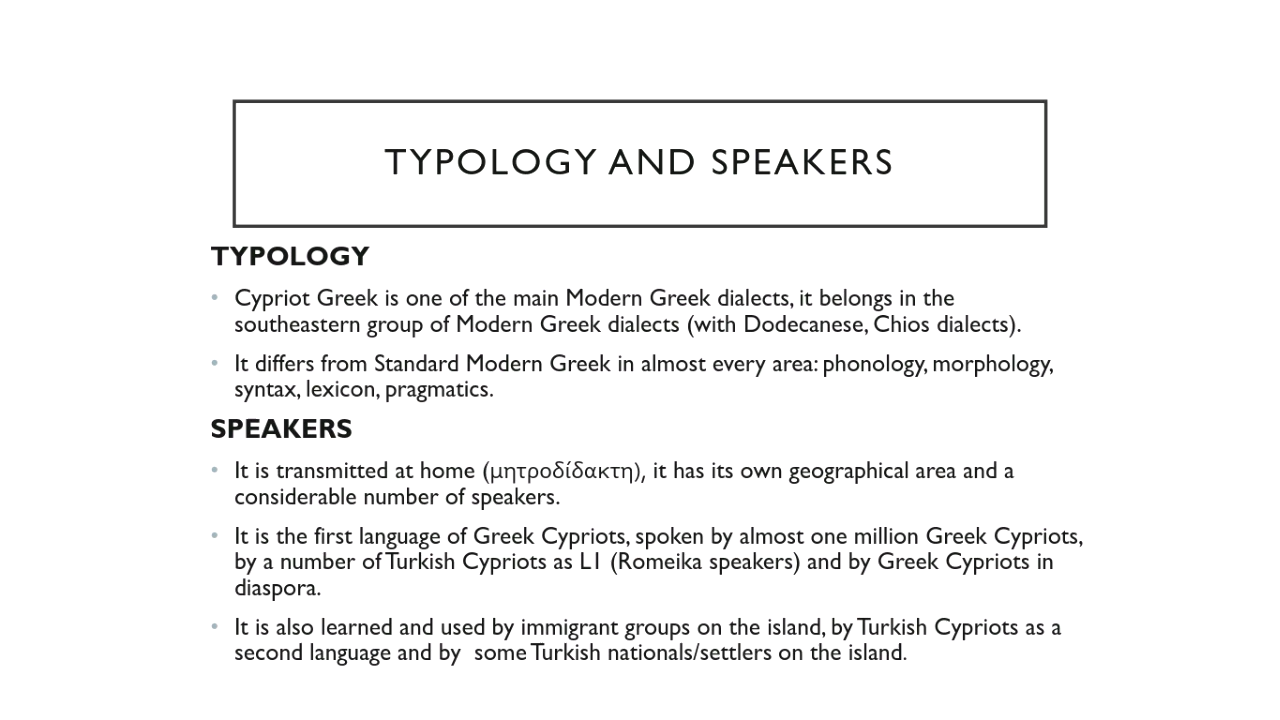 TYPOLOGY AND SPEAKERS
TYPOLOGY
• Cypriot Greek is one of the main Modern Greek dialects, it belongs in the
southeastern group of Modern Greek dialects (with Dodecanese, Chios dialects).
• It differs from Standard Modern Greek in almost every area: phonology, morphology,
syntax, lexicon, pragmatics.
SPEAKERS
• It is transmitted at home (μητροδίδακτη), it has its own geographical area and a
considerable number of speakers.
• It is the first language of Greek Cypriots, spoken by almost one million Greek Cypriots,
by a number of Turkish Cypriots as L1 (Romeika speakers) and by Greek Cypriots in
diaspora.
• It is also learned and used by immigrant groups on the island, by Turkish Cypriots as a
second language and by  some Turkish nationals/settlers on the island.